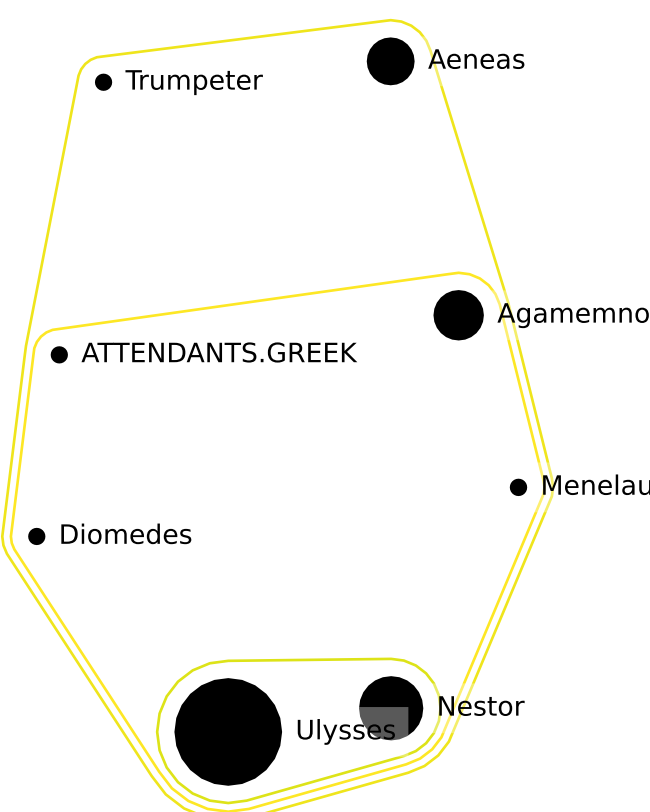 Aeneas
Trumpeter
Agamemno
ATTENDANTS.GREEK
Menelau
Diomedes
Nestor
Ulysses